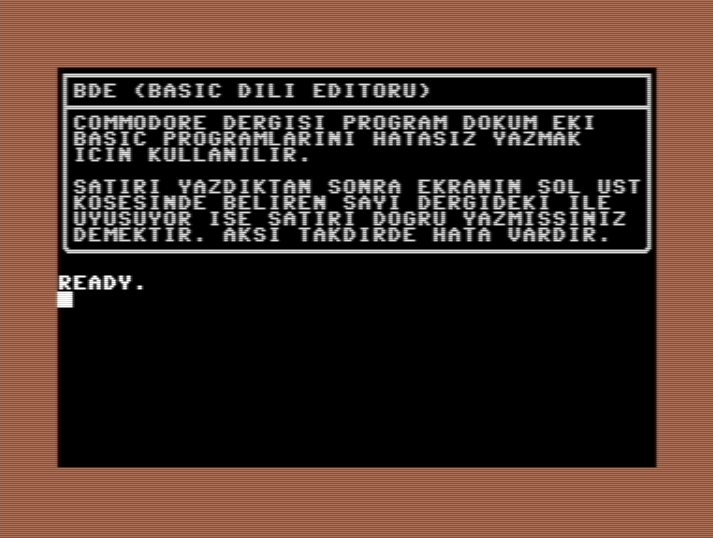 BDE (BASIC DILI EDITORU)
COMMODORE DERGISI PROGRAM DOKUM EKI
BASIC PROGRAMLARINI HATASIZ YAZMAK
ICIN KULLANILIR.
SATIRI YAZDIKTAN SONRA EKRANIN SOL UST
KOSESINDE BELIREN SAYI DERGIDEKI ILE
UYUSUYOR ISE SATIRI DOGRU YAZMISSINIZ
DEMEKTIR. AKSI TAKDIRDE HATA VARDIR.
READY.